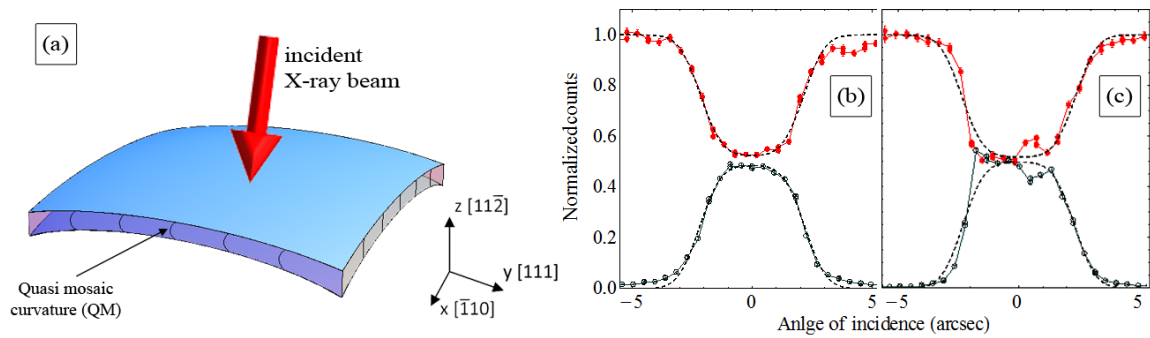 (a)
incident
X-ray beam
Quasi mosaic
curvature (QM)
z [112̅]
y [111]
x [1̅10]
Normalizedcounts
1.0
0.8
0.6
0.4
0.2
0.0
(b)
(c)
−5
0
5
−5
0
5
Anlge of incidence (arcsec)